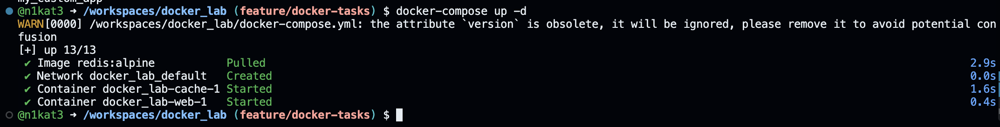 my_custom_app
@n1kat3 → /workspaces/docker_lab (feature/docker-tasks) $ docker-compose up -d
WARN[0000] /workspaces/docker_lab/docker-compose.yml: the attribute `version` is obsolete, it will be ignored, please remove it to avoid potential con
fusion
[+] up 13/13
✔ Image redis:alpine Pulled 2.9s
✔ Network docker_lab_default Created 0.0s
✔ Container docker_lab-cache-1 Started 1.6s
✔ Container docker_lab-web-1 Started 0.4s
@n1kat3 → /workspaces/docker_lab (feature/docker-tasks) $